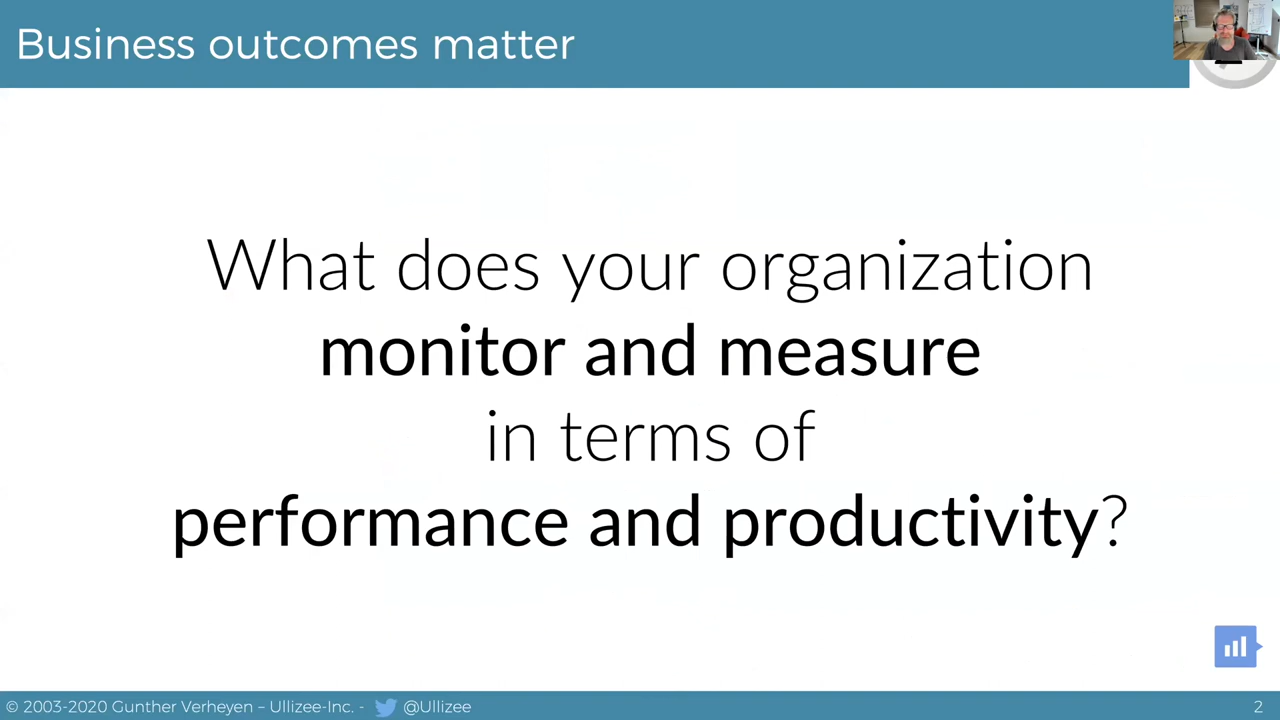 Business outcomes matter
What does your organization
monitor and measure
in terms of
performance and productivity?
© 2003-2020 Gunther Verheyen – Ullizee-Inc. - @Ullizee
2